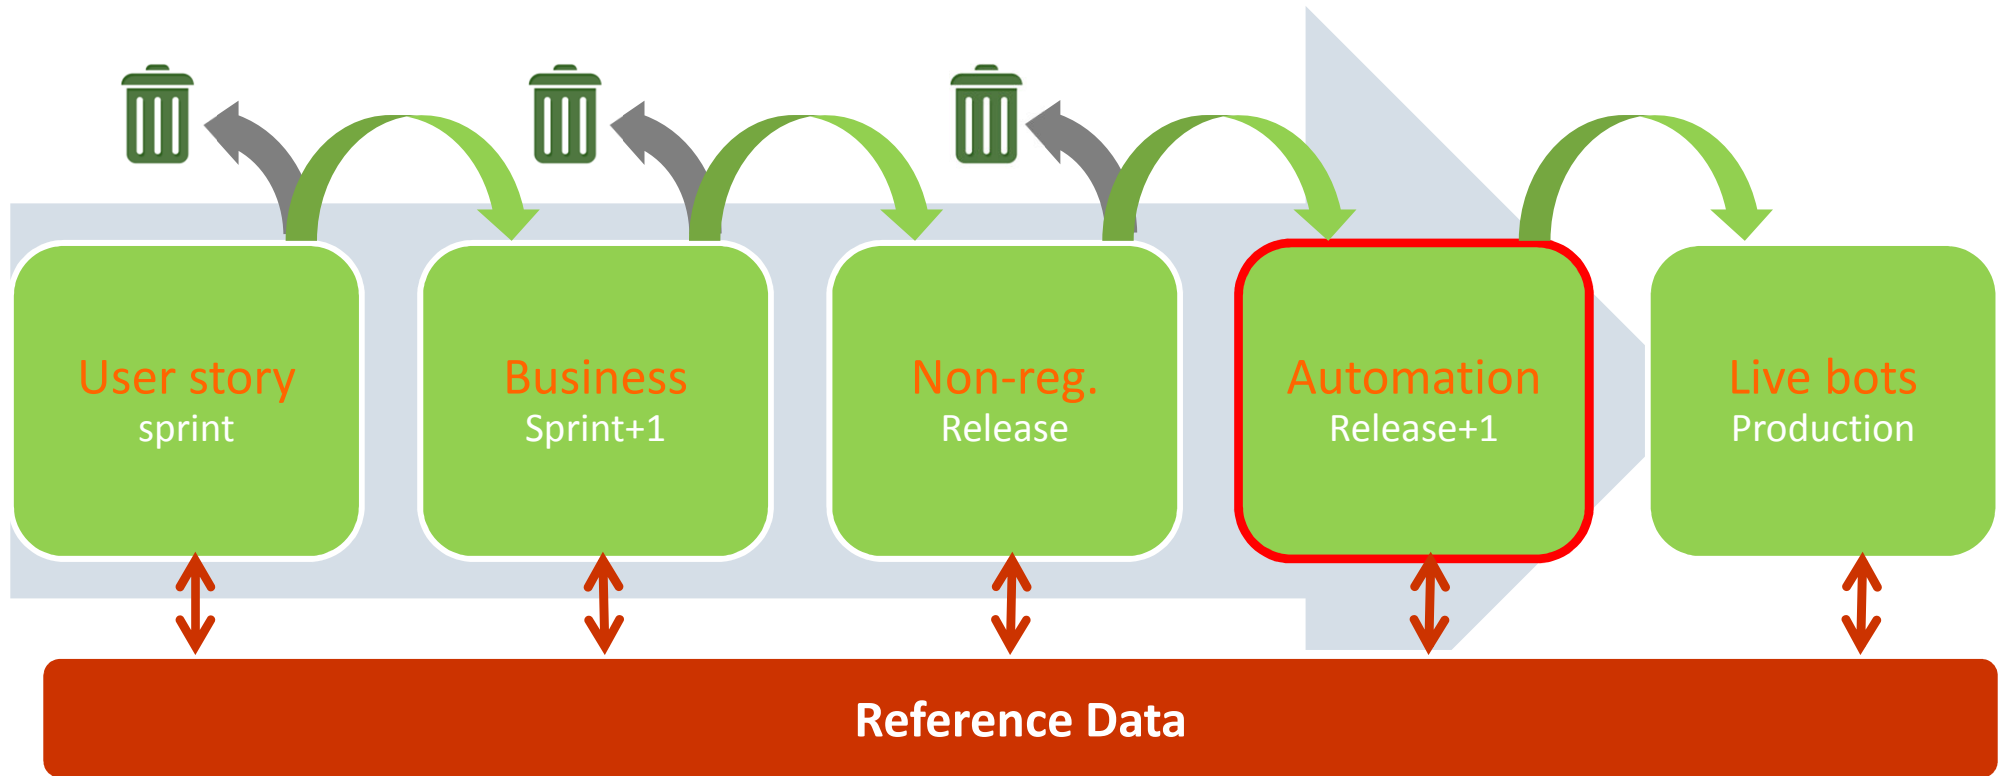 User story
sprint
Business
Sprint+1
Non-reg.
Release
Automation
Release+1
Live bots
Production
Reference Data